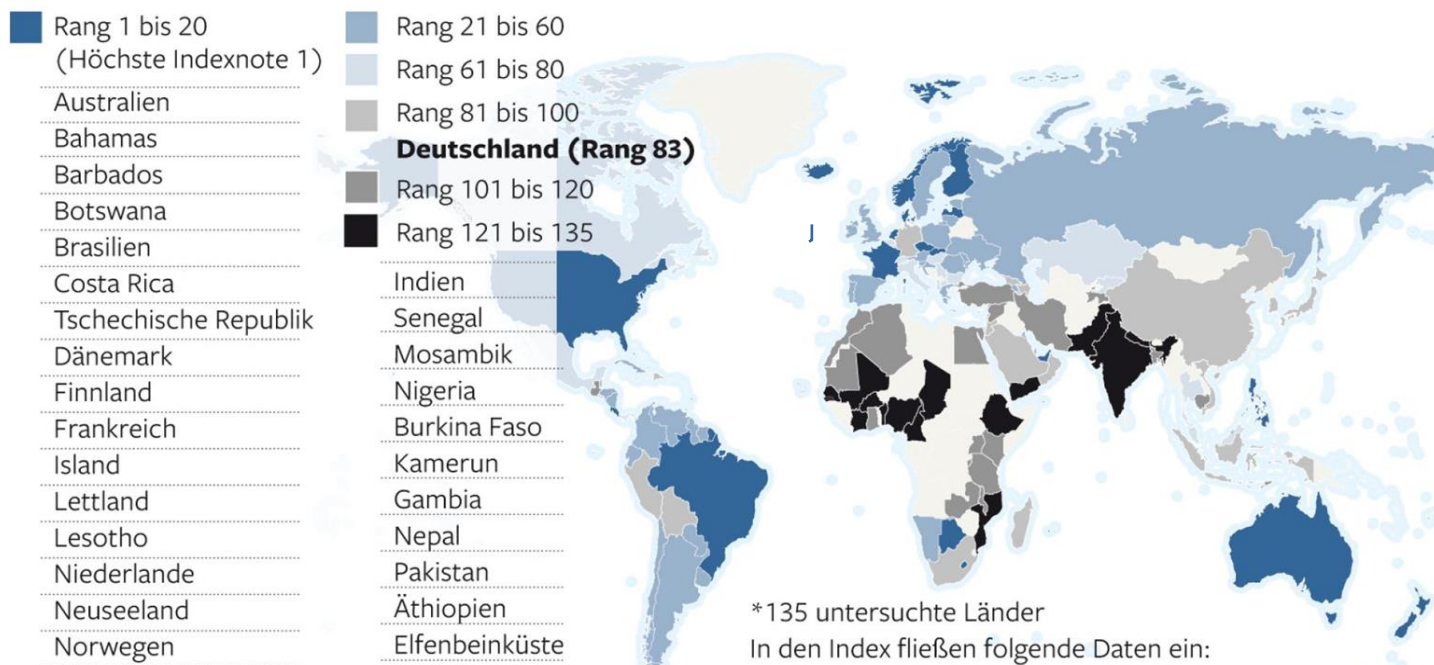 Rang 1 bis 20
(Höchste Indexnote 1)
Australien
Bahamas
Barbados
Botswana
Brasilien
Costa Rica
Tschechische Republik
Dänemark
Finnland
Frankreich
Island
Lettland
Lesotho
Niederlande
Neuseeland
Norwegen
Rang 21 bis 60
Rang 61 bis 80
Rang 81 bis 100
Deutschland (Rang 83)
Rang 101 bis 120
Rang 121 bis 135
Indien
Senegal
Mosambik
Nigeria
Burkina Faso
Kamerun
Gambia
Nepal
Pakistan
Äthiopien
Elfenbeinküste
J
*135 untersuchte Länder
In den Index fließen folgende Daten ein: